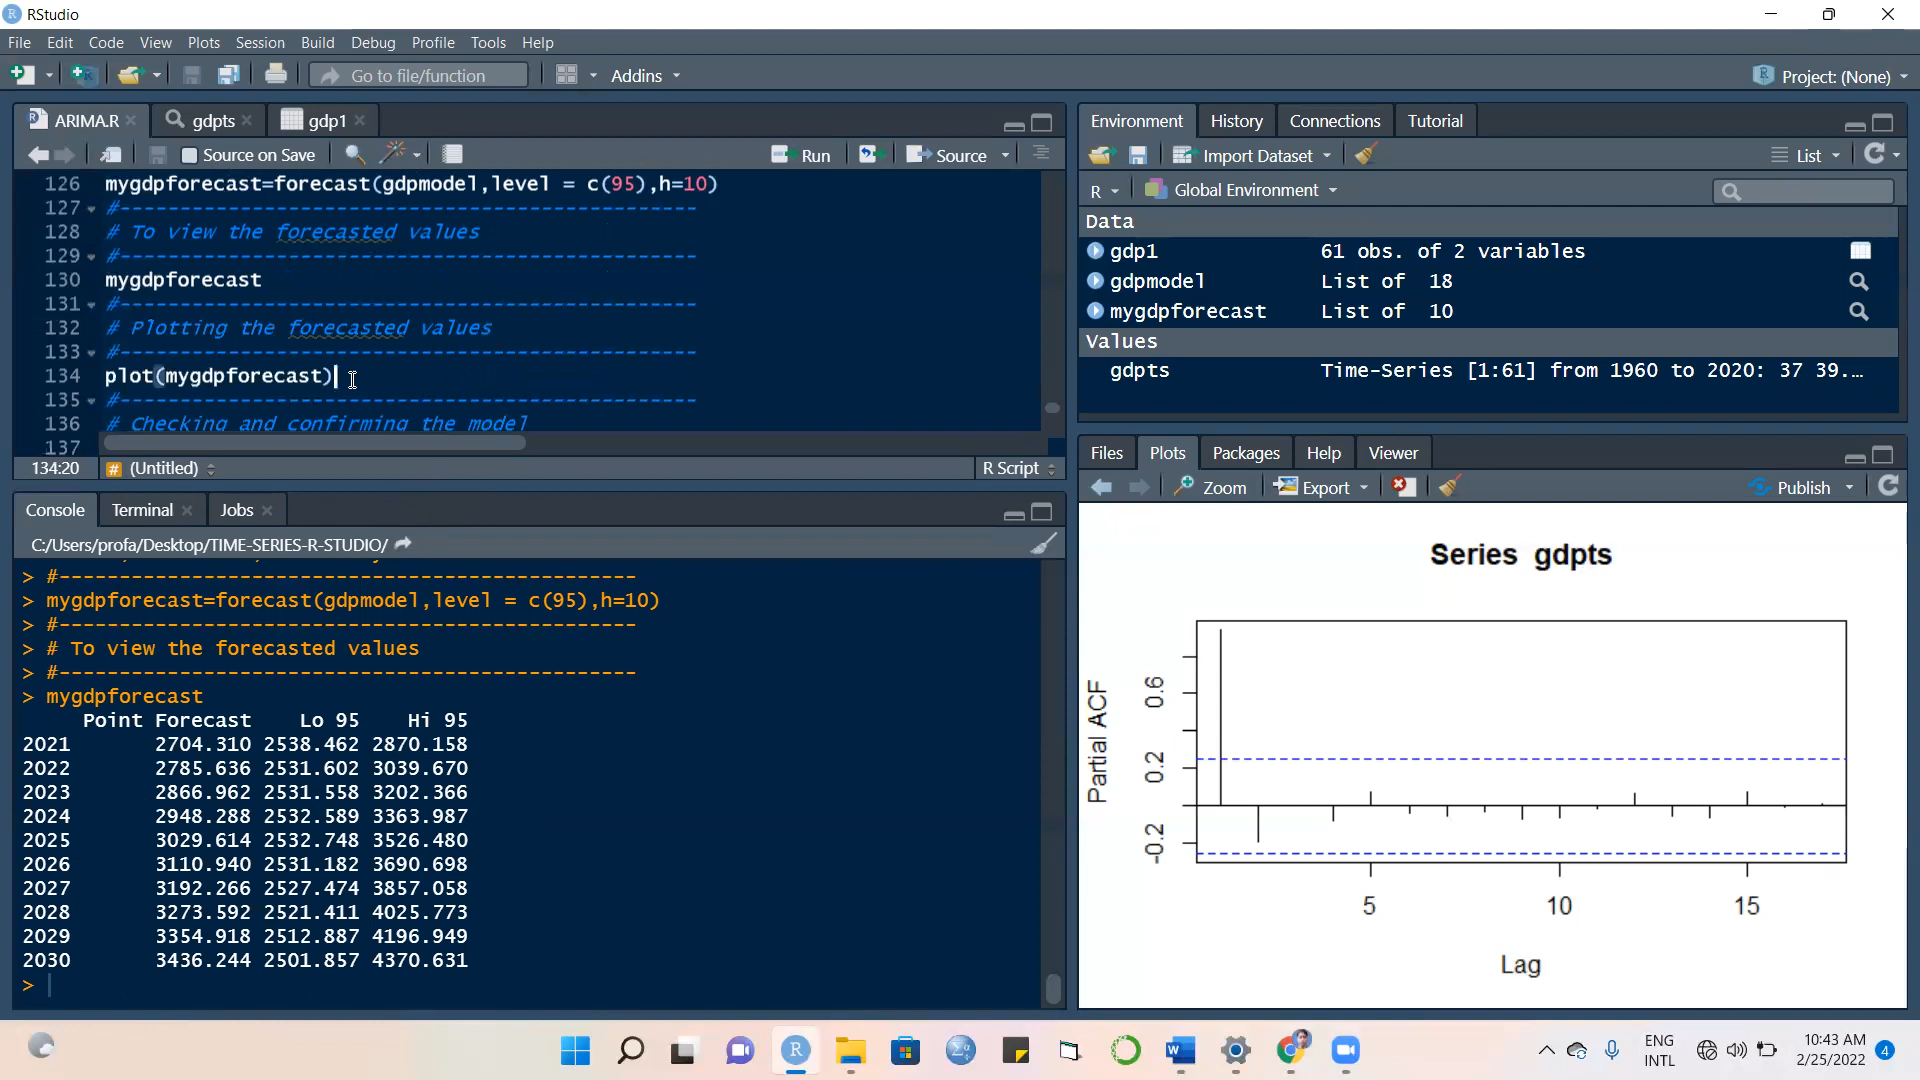 RStudio
File Edit Code View Plots Session Build Debug Profile Tools Help
Go to file/function Addins Project: (None)
ARIMA.R gdpts gdp1
Source on Save Run Source
126 mygdpforecast=forecast(gdpmodel,level = c(95),h=10)
127 #-------------------------------------------------
128 # To view the forecasted values
129 #-------------------------------------------------
130 mygdpforecast
131 #-------------------------------------------------
132 # Plotting the forecasted values
133 #-------------------------------------------------
134 plot(mygdpforecast)
135 #-------------------------------------------------
136 # Checking and confirming the model
137
134:20 # (Untitled) R Script
Console Terminal Jobs
C:/Users/profa/Desktop/TIME-SERIES-R-STUDIO/
> #------------------------------------------------
> mygdpforecast=forecast(gdpmodel,level = c(95),h=10)
> #------------------------------------------------
> # To view the forecasted values
> #------------------------------------------------
> mygdpforecast
Point Forecast Lo 95 Hi 95
2021 2704.310 2538.462 2870.158
2022 2785.636 2531.602 3039.670
2023 2866.962 2531.558 3202.366
2024 2948.288 2532.589 3363.987
2025 3029.614 2532.748 3526.480
2026 3110.940 2531.182 3690.698
2027 3192.266 2527.474 3857.058
2028 3273.592 2521.411 4025.773
2029 3354.918 2512.887 4196.949
2030 3436.244 2501.857 4370.631
>
Environment History Connections Tutorial
Import Dataset List
R Global Environment
Data
gdp1 61 obs. of 2 variables
gdpmodel List of 18
mygdpforecast List of 10
Values
gdpts Time-Series [1:61] from 1960 to 2020: 37 39.…
Files Plots Packages Help Viewer
Zoom Export Publish
Series gdpts
Partial ACF
0.6
0.2
-0.2
5 10 15
Lag
ENG
INTL
10:43 AM
2/25/2022
4